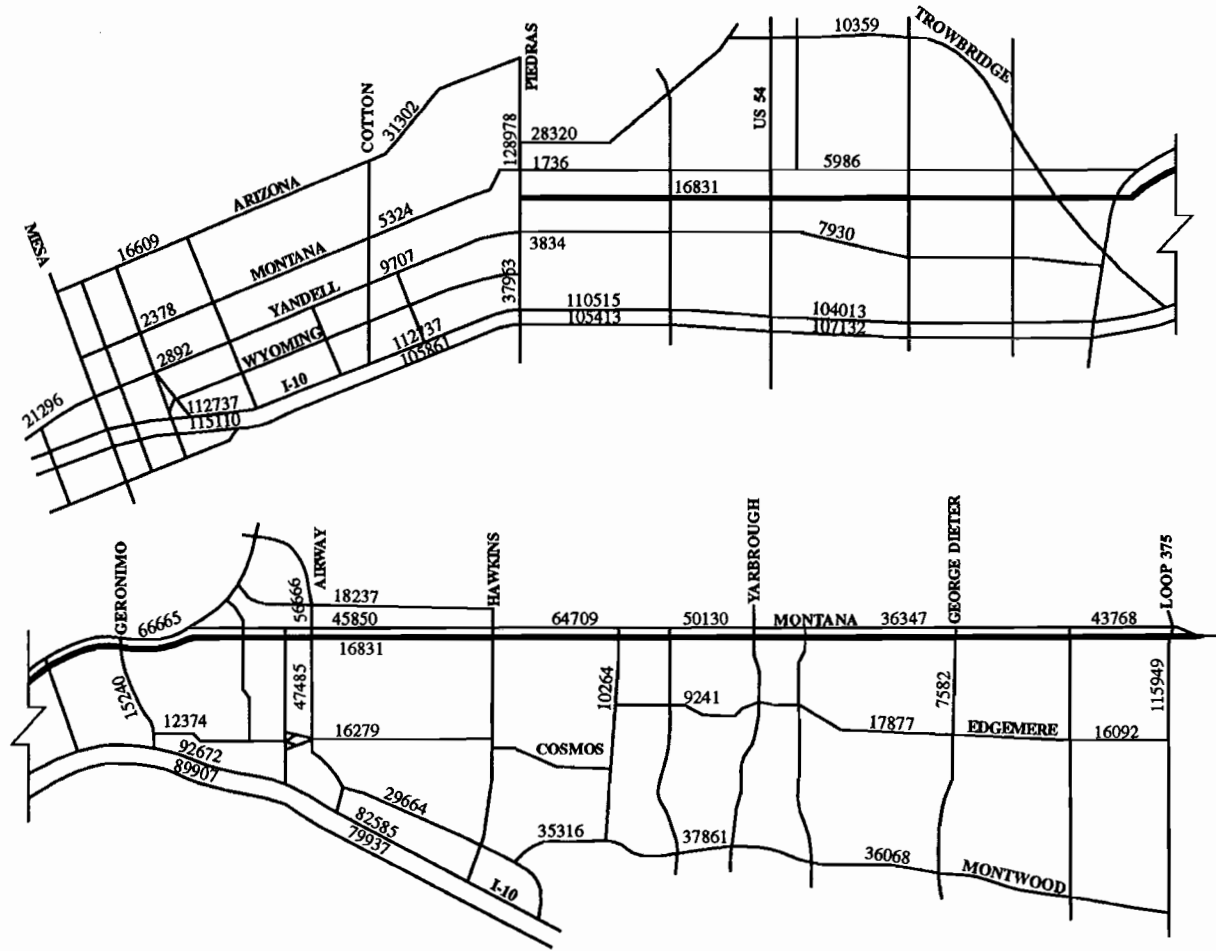 10359
TROWBRIDGE
PIEDRAS
COTTON
31302
US 54
128978
28320
1736
5986
ARIZONA
16831
MESA
16609
5324
MONTANA
9707
3834
7930
2378
YANDELL
37963
2892
WYOMING
112737
105861
110515
105413
104013
107132
I-10
21296
112737
115110
GERONIMO
AIRWAY
HAWKINS
YARBROUGH
GEORGE DIETER
LOOP 375
56666
18237
66665
45850
64709
50130
MONTANA
36347
43768
16831
15240
47485
10264
9241
7582
115949
12374
16279
COSMOS
17877
EDGEMERE
16092
92672
89907
29664
82585
79937
35316
37861
36068
MONTWOOD
I-10